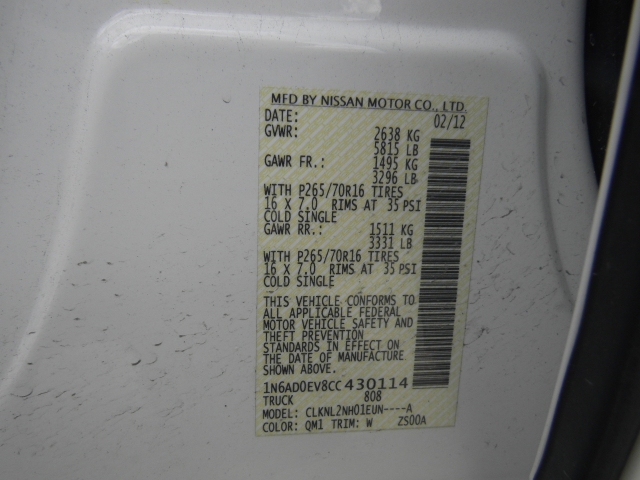 MFD BY NISSAN MOTOR CO., LTD.
DATE: 02/12
GVWR: 2638 KG
5815 LB
GAWR FR.: 1495 KG
3296 LB
WITH P265/70R16 TIRES
16 X 7.0 RIMS AT 35 PSI
COLD SINGLE
GAWR RR.: 1511 KG
3331 LB
WITH P265/70R16 TIRES
16 X 7.0 RIMS AT 35 PSI
COLD SINGLE
THIS VEHICLE CONFORMS TO
ALL APPLICABLE FEDERAL
MOTOR VEHICLE SAFETY AND
THEFT PREVENTION
STANDARDS IN EFFECT ON
THE DATE OF MANUFACTURE
SHOWN ABOVE.
1N6AD0EV8CC430114
TRUCK 808
MODEL: CLKNL2NH01EUN----A
COLOR: QM1 TRIM: W ZS00A